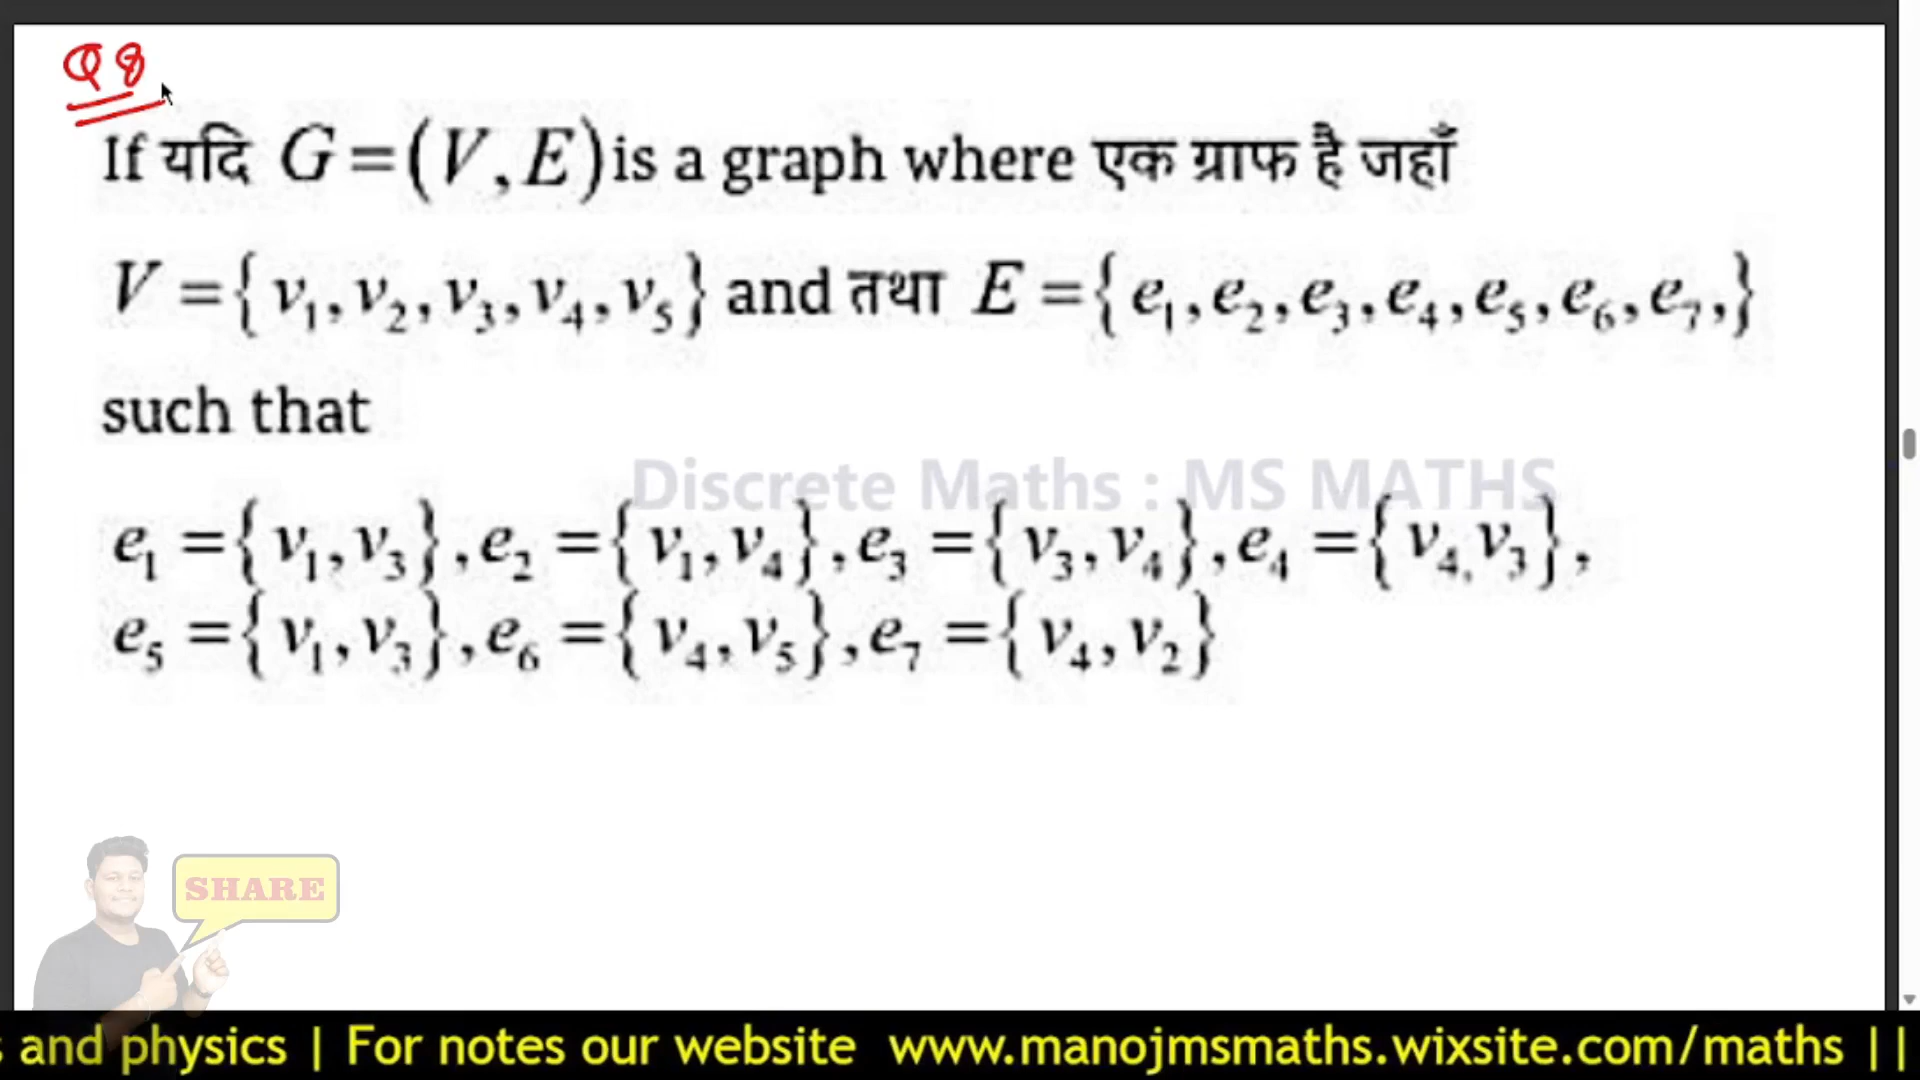 Q 8
If यदि G=(V,E) is a graph where एक ग्राफ है जहाँ
V={v₁,v₂,v₃,v₄,v₅} and तथा E={e₁,e₂,e₃,e₄,e₅,e₆,e₇,}
such that
Discrete Maths : MS MATHS
e₁={v₁,v₃},e₂={v₁,v₄},e₃={v₃,v₄},e₄={v₄,v₃},
e₅={v₁,v₃},e₆={v₄,v₅},e₇={v₄,v₂}
SHARE
and physics | For notes our website www.manojmsmaths.wixsite.com/maths ||